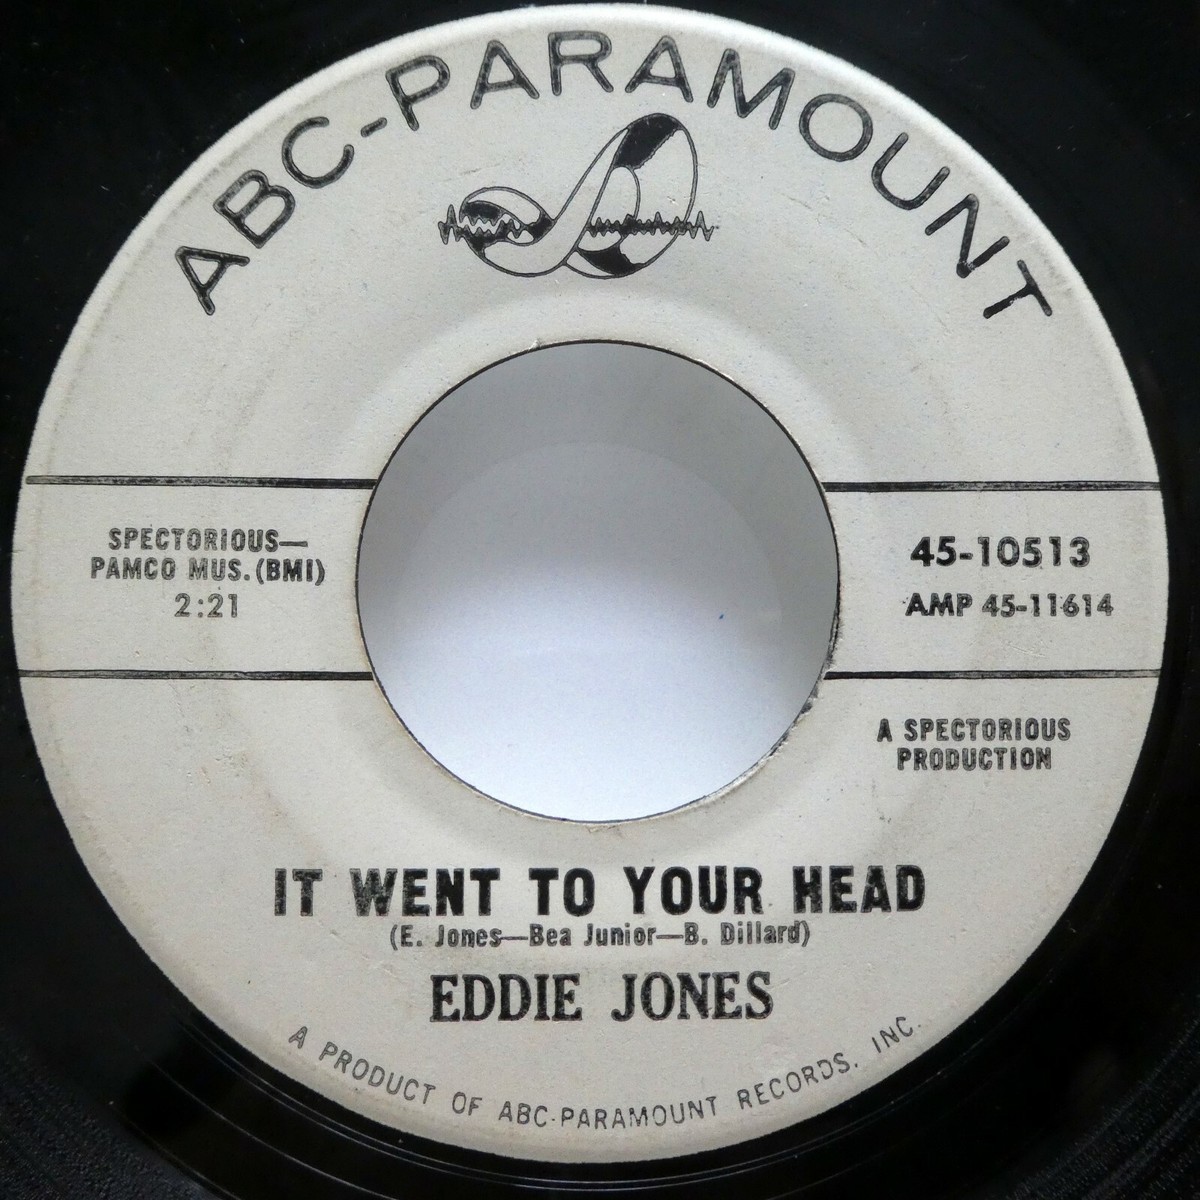 ABC-PARAMOUNT
SPECTORIOUS—
PAMCO MUS.(BMI)
2:21
45-10513
AMP 45-11614
A SPECTORIOUS
PRODUCTION
IT WENT TO YOUR HEAD
(E. Jones—Bea Junior—B. Dillard)
EDDIE JONES
A PRODUCT OF ABC-PARAMOUNT RECORDS. INC.